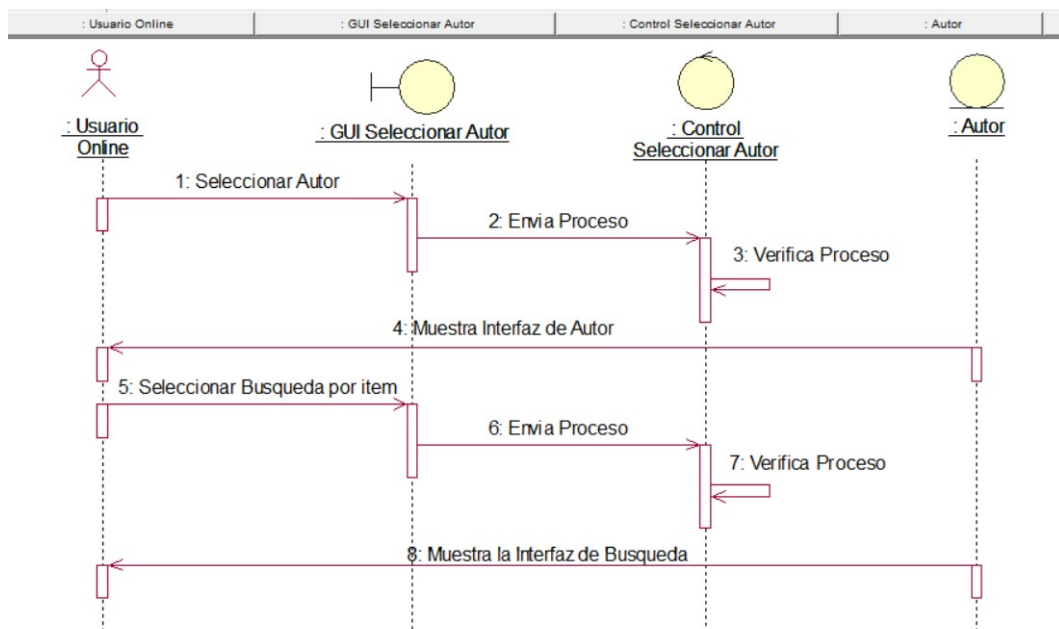 : Usuario Online
: GUI Seleccionar Autor
: Control Seleccionar Autor
: Autor
: Usuario
Online
: GUI Seleccionar Autor
: Control
Seleccionar Autor
: Autor
1: Seleccionar Autor
2: Envia Proceso
3: Verifica Proceso
4: Muestra Interfaz de Autor
5: Seleccionar Busqueda por item
6: Envia Proceso
7: Verifica Proceso
8: Muestra la Interfaz de Busqueda